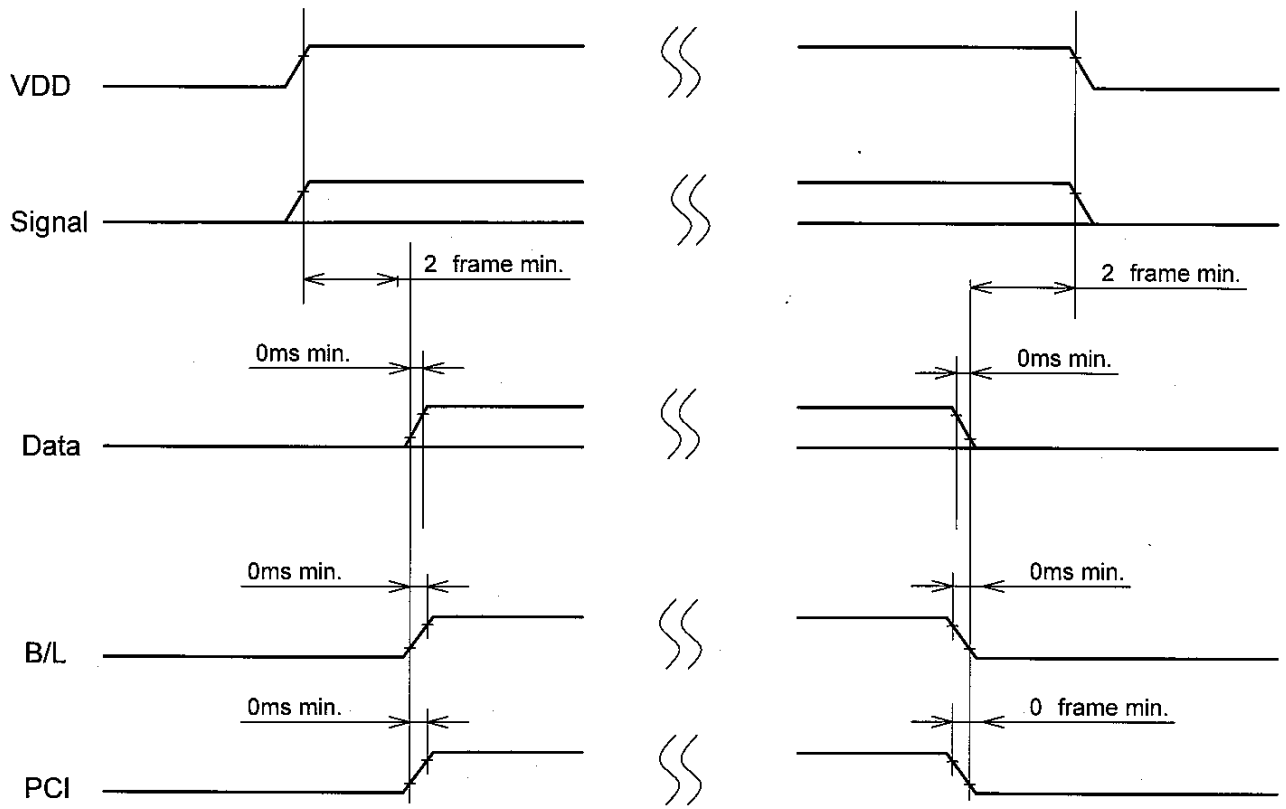 VDD
Signal
2 frame min.
2 frame min.
0ms min.
0ms min.
Data
0ms min.
0ms min.
B/L
0ms min.
0 frame min.
PCI